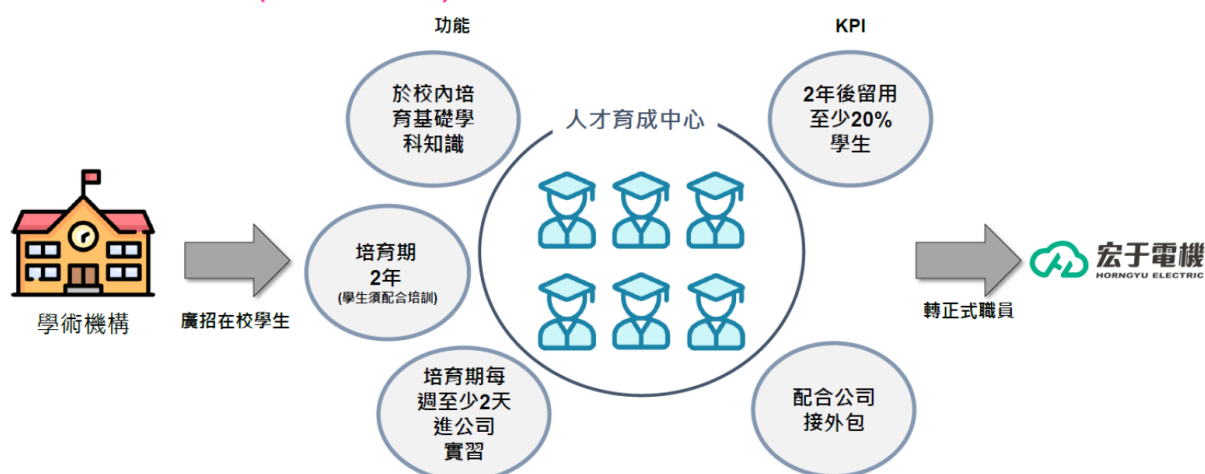 功能
KPI
於校內培
育基礎學
科知識
2年後留用
至少20%
學生
人才育成中心
培育期
2年
(學生須配合培訓)
學術機構
廣招在校學生
宏于電機
HORNGYU ELECTRIC
轉正式職員
培育期每
週至少2天
進公司
實習
配合公司
接外包